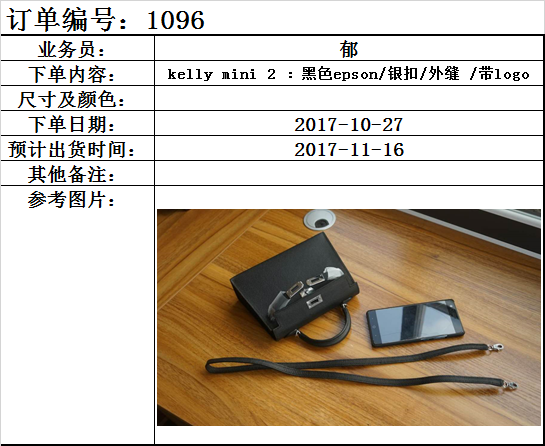 订单编号：1096
业务员： 郁
下单内容： kelly mini 2 ：黑色epson/银扣/外缝 /带logo
尺寸及颜色：
下单日期： 2017-10-27
预计出货时间： 2017-11-16
其他备注：
参考图片：